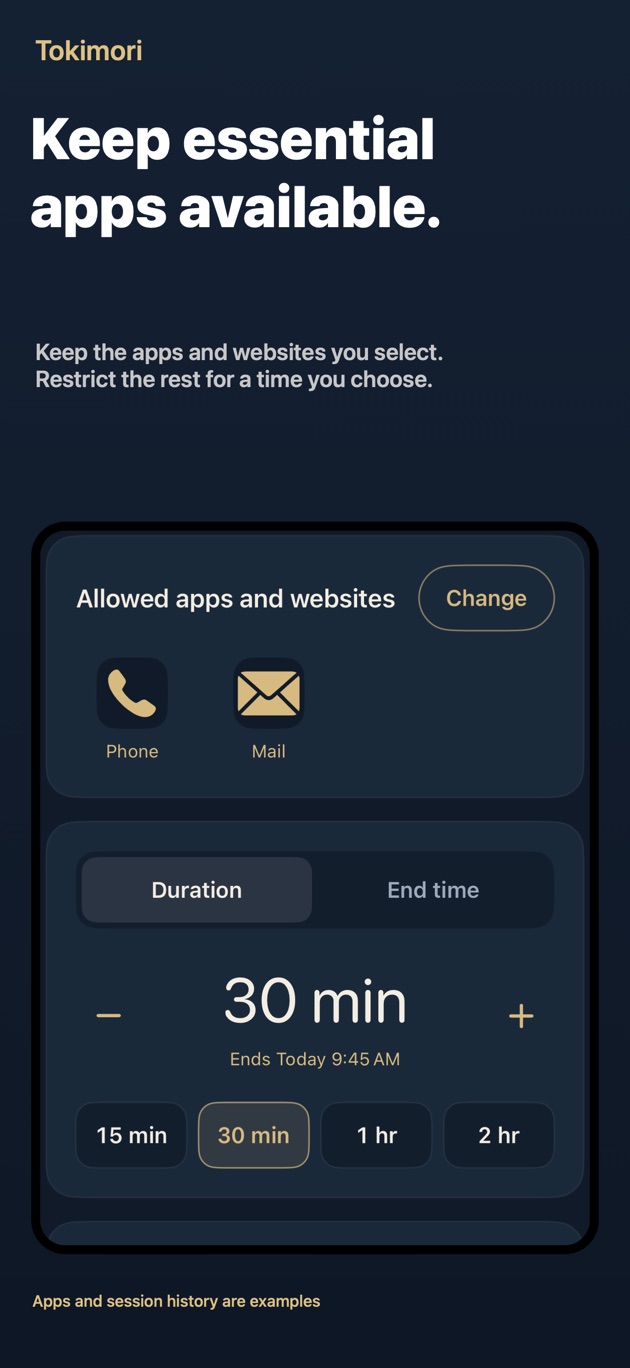 Tokimori
Keep essential
apps available.
Keep the apps and websites you select.
Restrict the rest for a time you choose.
Allowed apps and websites
Change
Phone
Mail
Duration
End time
− 30 min +
Ends Today 9:45 AM
15 min
30 min
1 hr
2 hr
Apps and session history are examples